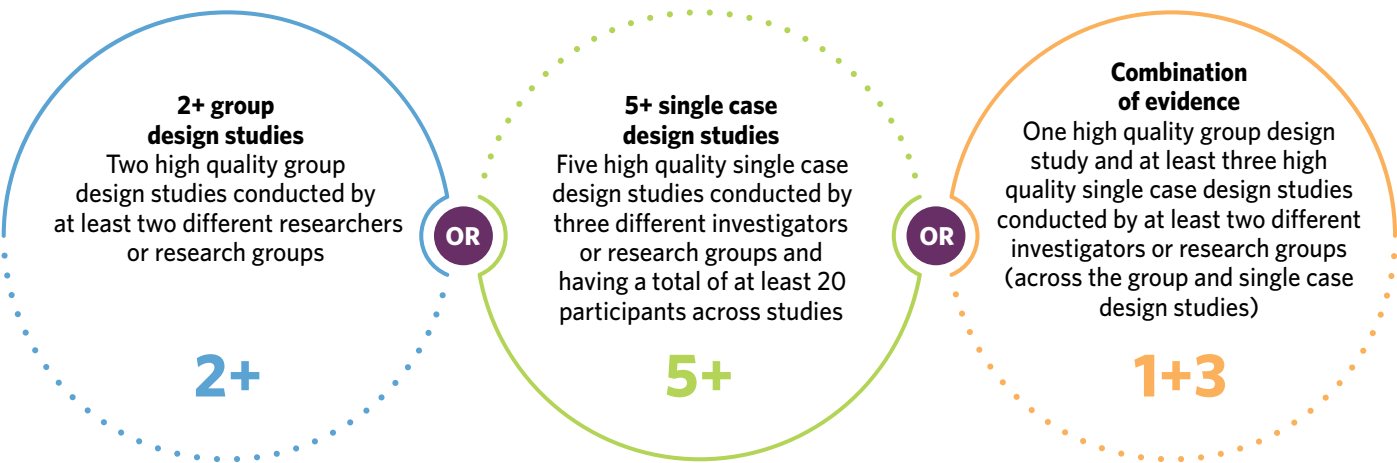 2+ group
design studies
Two high quality group
design studies conducted by
at least two different researchers
or research groups
2+
OR
5+ single case
design studies
Five high quality single case
design studies conducted by
three different investigators
or research groups and
having a total of at least 20
participants across studies
5+
OR
Combination
of evidence
One high quality group design
study and at least three high
quality single case design studies
conducted by at least two different
investigators or research groups
(across the group and single case
design studies)
1+3